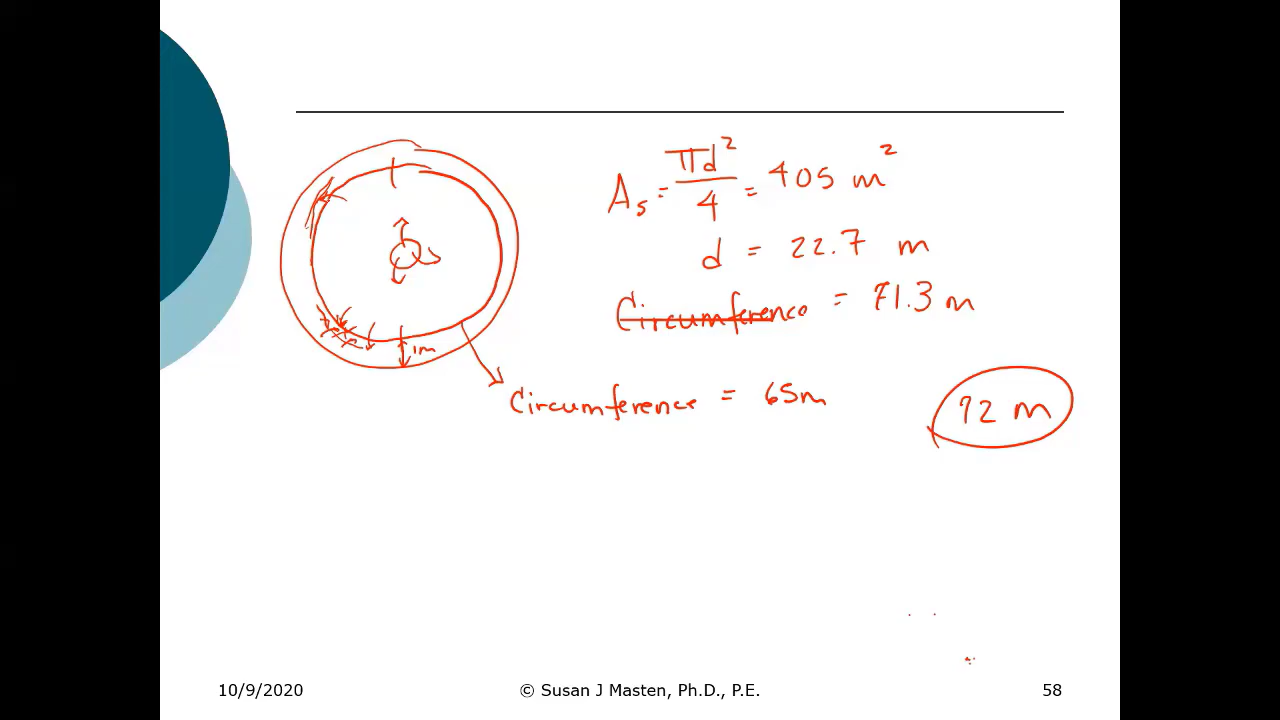 A_s = πd²/4 = 405 m²
d = 22.7 m
Circumference = 71.3 m
1m
Circumference = 65m
92 m
10/9/2020 © Susan J Masten, Ph.D., P.E. 58